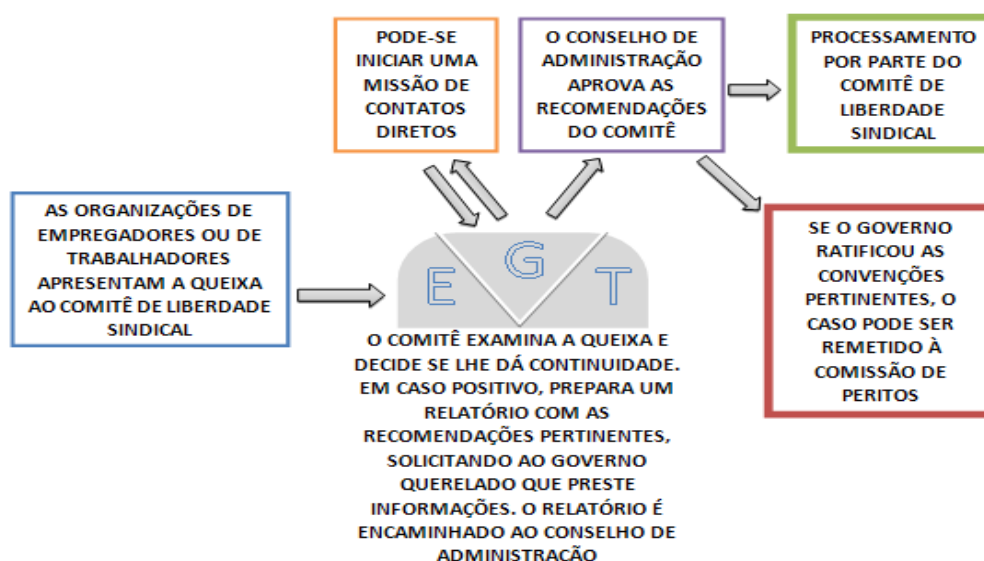 AS ORGANIZAÇÕES DE
EMPREGADORES OU DE
TRABALHADORES
APRESENTAM A QUEIXA
AO COMITÊ DE LIBERDADE
SINDICAL
PODE-SE
INICIAR UMA
MISSÃO DE
CONTATOS
DIRETOS
E
G
T
O COMITÊ EXAMINA A QUEIXA E
DECIDE SE LHE DÁ CONTINUIDADE.
EM CASO POSITIVO, PREPARA UM
RELATÓRIO COM AS
RECOMENDAÇÕES PERTINENTES,
SOLICITANDO AO GOVERNO
QUERELADO QUE PRESTE
INFORMAÇÕES. O RELATÓRIO É
ENCAMINHADO AO CONSELHO DE
ADMINISTRAÇÃO
O CONSELHO DE
ADMINISTRAÇÃO
APROVA AS
RECOMENDAÇÕES
DO COMITÊ
PROCESSAMENTO
POR PARTE DO
COMITÊ DE
LIBERDADE
SINDICAL
SE O GOVERNO
RATIFICOU AS
CONVENÇÕES
PERTINENTES, O
CASO PODE SER
REMETIDO À
COMISSÃO DE
PERITOS